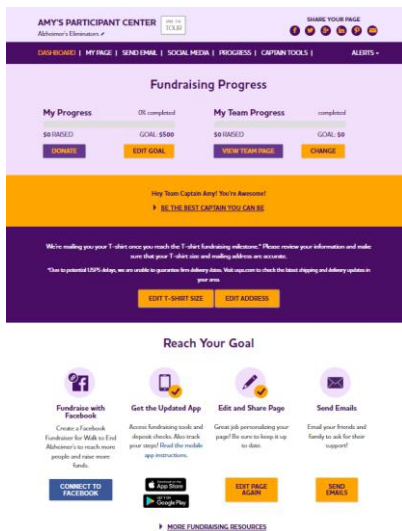 AMY'S PARTICIPANT CENTER
TOUR
SHARE YOUR PAGE
Alzheimer's Eliminators
DASHBOARD | MY PAGE | SEND EMAIL | SOCIAL MEDIA | PROGRESS | CAPTAIN TOOLS |
ALERTS
Fundraising Progress
My Progress
0% completed
My Team Progress
completed
$0 RAISED
GOAL: $500
$0 RAISED
GOAL: $0
DONATE
EDIT GOAL
VIEW TEAM PAGE
CHANGE
Hey Team Captain Amy! You're Awesome!
BE THE BEST CAPTAIN YOU CAN BE
We're mailing you your T-shirt once you reach the T-shirt fundraising milestone.* Please review your information and make
sure that your T-shirt size and mailing address are accurate.
*Due to potential USPS delays, we are unable to guarantee firm delivery dates. Visit usps.com to check the latest shipping and delivery updates in
your area.
EDIT T-SHIRT SIZE
EDIT ADDRESS
Reach Your Goal
Fundraise with
Facebook
Create a Facebook
Fundraiser for Walk to End
Alzheimer's to reach more
people and raise more
funds.
CONNECT TO
FACEBOOK
Get the Updated App
Access fundraising tools and
deposit checks. Also track
your steps! Read the mobile
app instructions.
App Store
Google Play
Edit and Share Page
Great job personalizing your
page! Be sure to keep it up
to date.
EDIT PAGE
AGAIN
Send Emails
Email your friends and
family to ask for their
support!
SEND
EMAILS
MORE FUNDRAISING RESOURCES